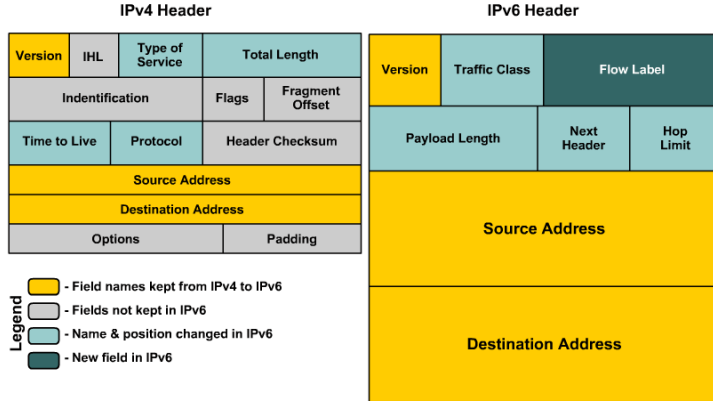 IPv4 Header
Version IHL Type of Service Total Length
Indentification Flags Fragment Offset
Time to Live Protocol Header Checksum
Source Address
Destination Address
Options Padding
Legend
- Field names kept from IPv4 to IPv6
- Fields not kept in IPv6
- Name & position changed in IPv6
- New field in IPv6
IPv6 Header
Version Traffic Class Flow Label
Payload Length Next Header Hop Limit
Source Address
Destination Address